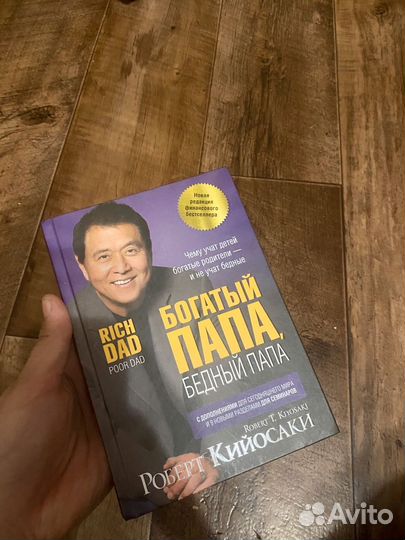 Новая
редакция
финансового
бестселлера
Чему учат детей
богатые родители —
и не учат бедные
RICH
DAD
POOR DAD
БОГАТЫЙ
ПАПА,
БЕДНЫЙ ПАПА
С ДОПОЛНЕНИЯМИ ДЛЯ СЕГОДНЯШНЕГО МИРА
И 9 НОВЫМИ РАЗДЕЛАМИ ДЛЯ СЕМИНАРОВ
ROBERT T. KIYOSAKI
РОБЕРТ КИЙОСАКИ
Avito